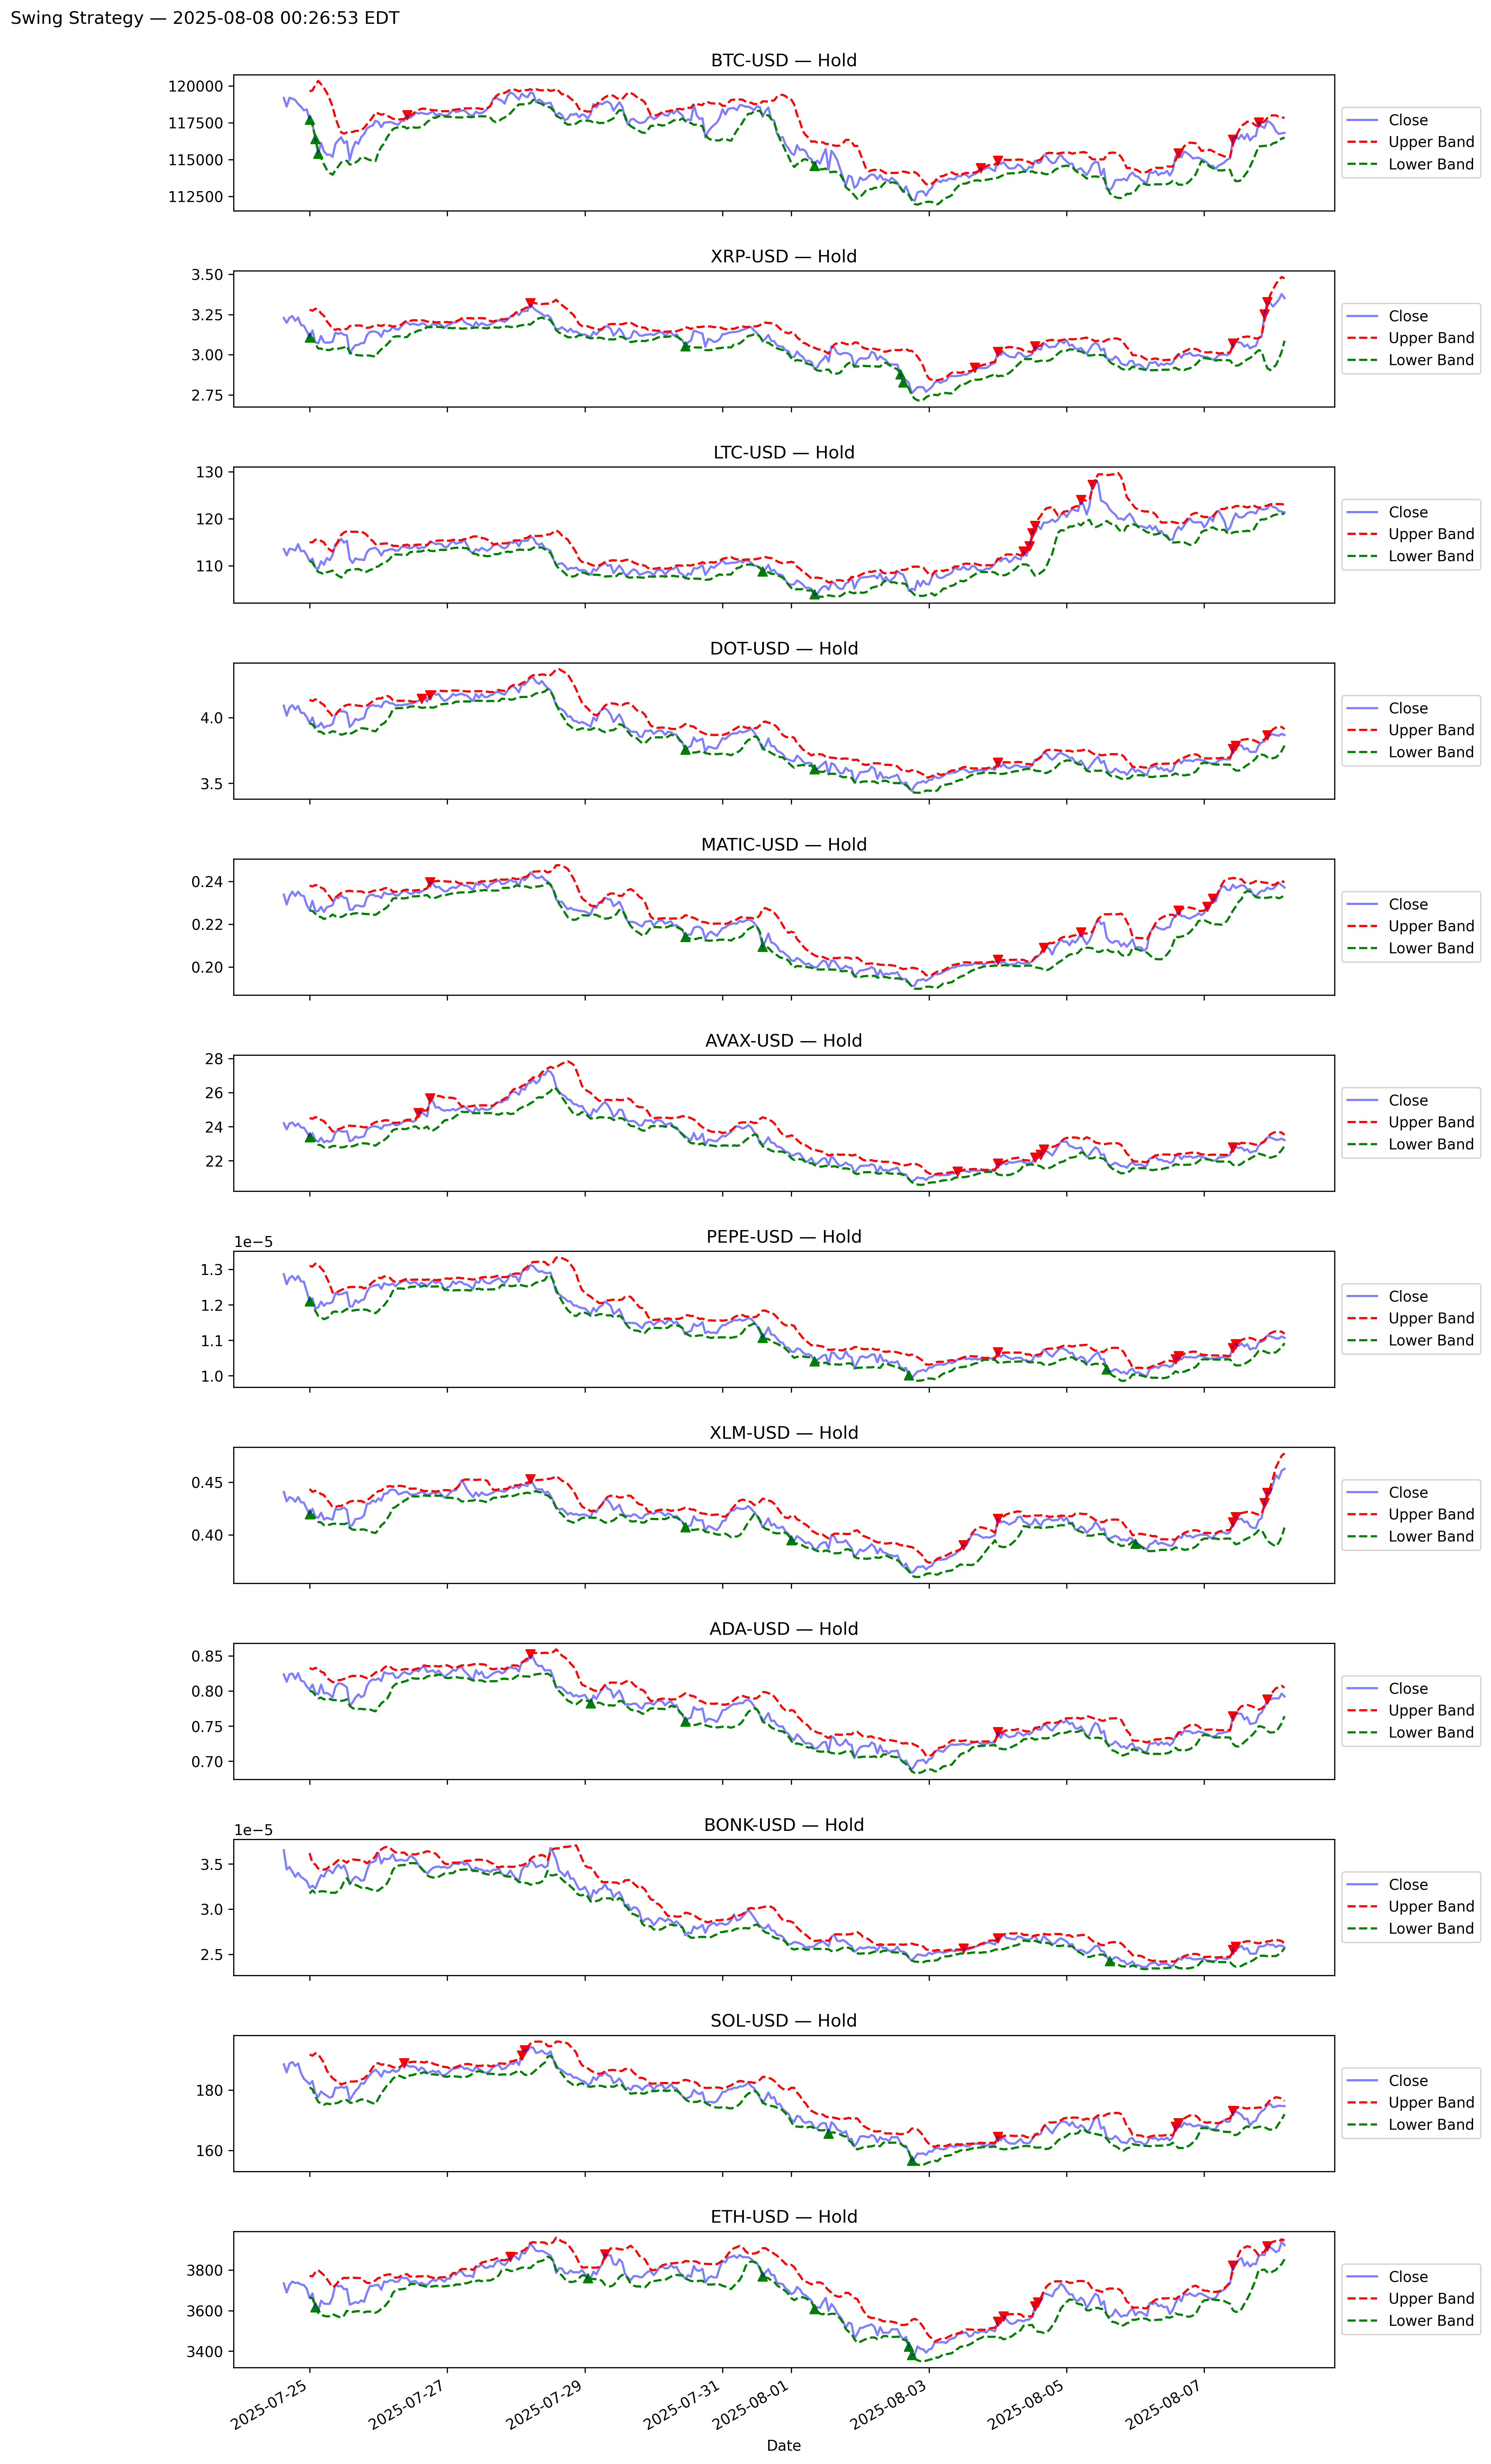 Swing Strategy — 2025-08-08 00:26:53 EDT
BTC-USD — Hold
120000
117500
115000
112500
Close
Upper Band
Lower Band
XRP-USD — Hold
3.50
3.25
3.00
2.75
Close
Upper Band
Lower Band
LTC-USD — Hold
130
120
110
Close
Upper Band
Lower Band
DOT-USD — Hold
4.0
3.5
Close
Upper Band
Lower Band
MATIC-USD — Hold
0.24
0.22
0.20
Close
Upper Band
Lower Band
AVAX-USD — Hold
28
26
24
22
Close
Upper Band
Lower Band
PEPE-USD — Hold
1e−5
1.3
1.2
1.1
1.0
Close
Upper Band
Lower Band
XLM-USD — Hold
0.45
0.40
Close
Upper Band
Lower Band
ADA-USD — Hold
0.85
0.80
0.75
0.70
Close
Upper Band
Lower Band
BONK-USD — Hold
1e−5
3.5
3.0
2.5
Close
Upper Band
Lower Band
SOL-USD — Hold
180
160
Close
Upper Band
Lower Band
ETH-USD — Hold
3800
3600
3400
Close
Upper Band
Lower Band
2025-07-25
2025-07-27
2025-07-29
2025-07-31
2025-08-01
2025-08-03
2025-08-05
2025-08-07
Date